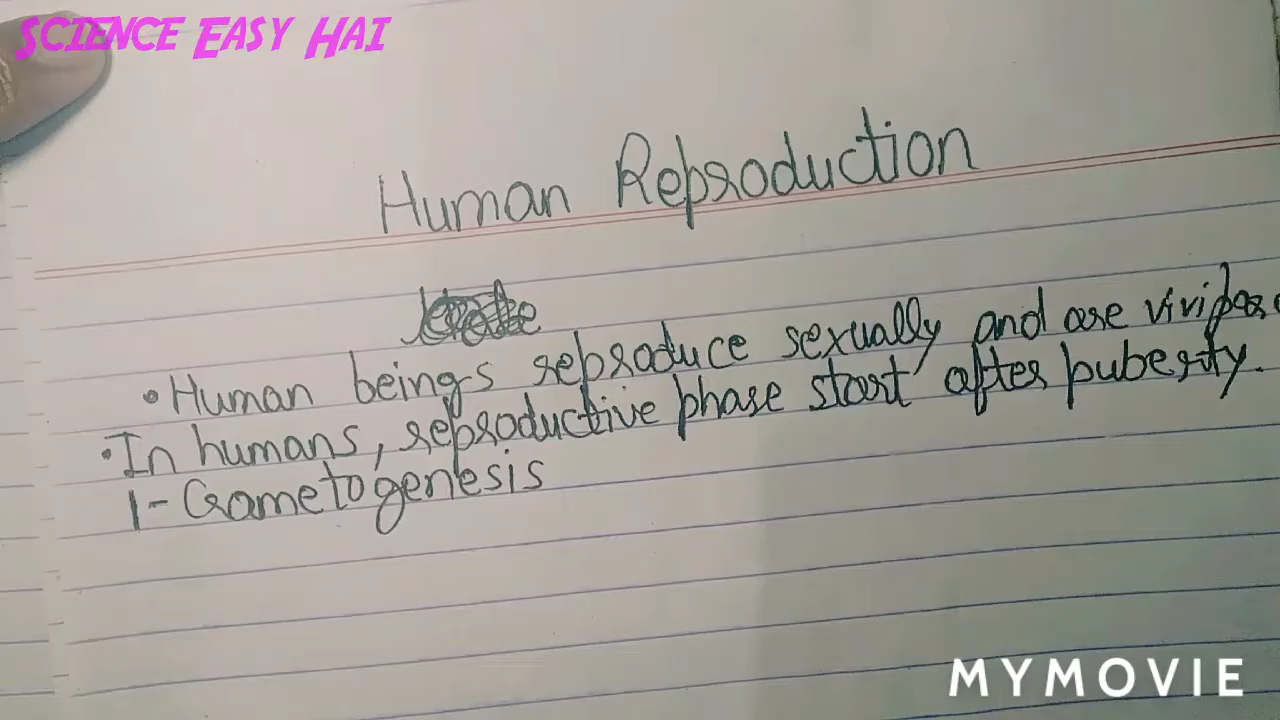 SCIENCE EASY HAI
Human Reproduction
• Human beings reproduce sexually and are
• In humans, reproductive phase start after puberty.
1- Gametogenesis
MYMOVIE